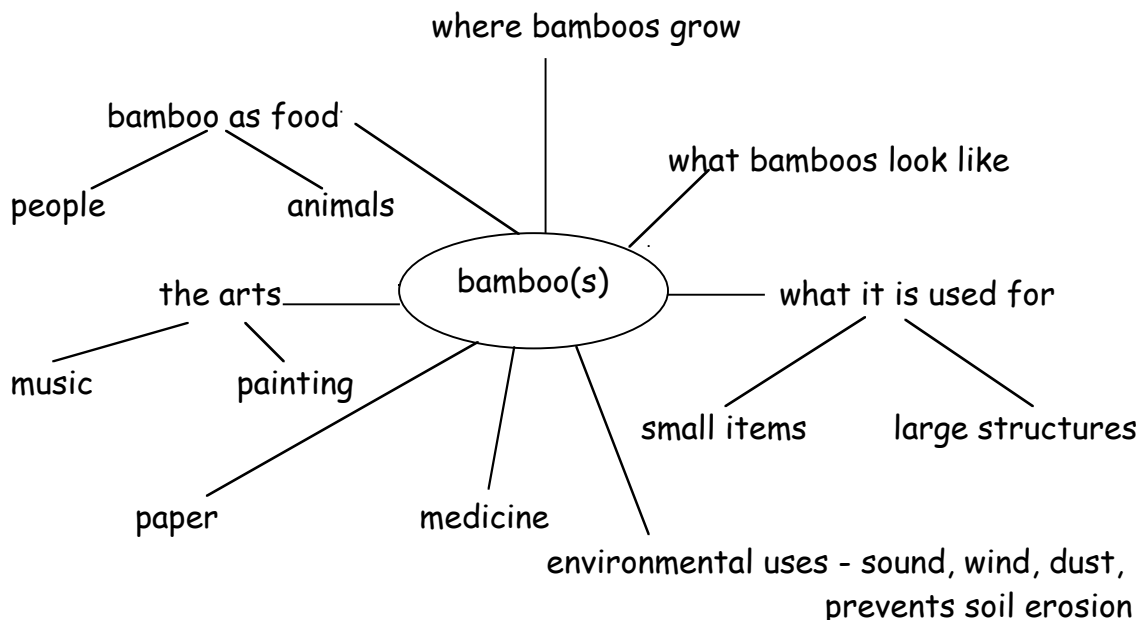 where bamboos grow
bamboo as food
what bamboos look like
people
animals
bamboo(s)
the arts
what it is used for
music
painting
small items
large structures
paper
medicine
environmental uses - sound, wind, dust,
prevents soil erosion